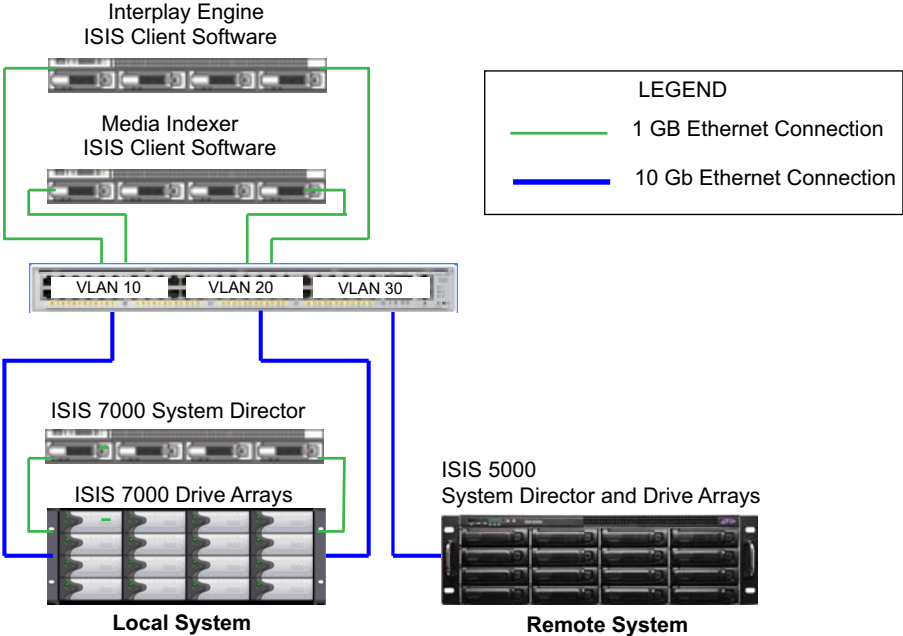 Interplay Engine
ISIS Client Software
LEGEND
1 GB Ethernet Connection
10 Gb Ethernet Connection
Media Indexer
ISIS Client Software
VLAN 10
VLAN 20
VLAN 30
ISIS 7000 System Director
ISIS 7000 Drive Arrays
ISIS 5000
System Director and Drive Arrays
Local System
Remote System